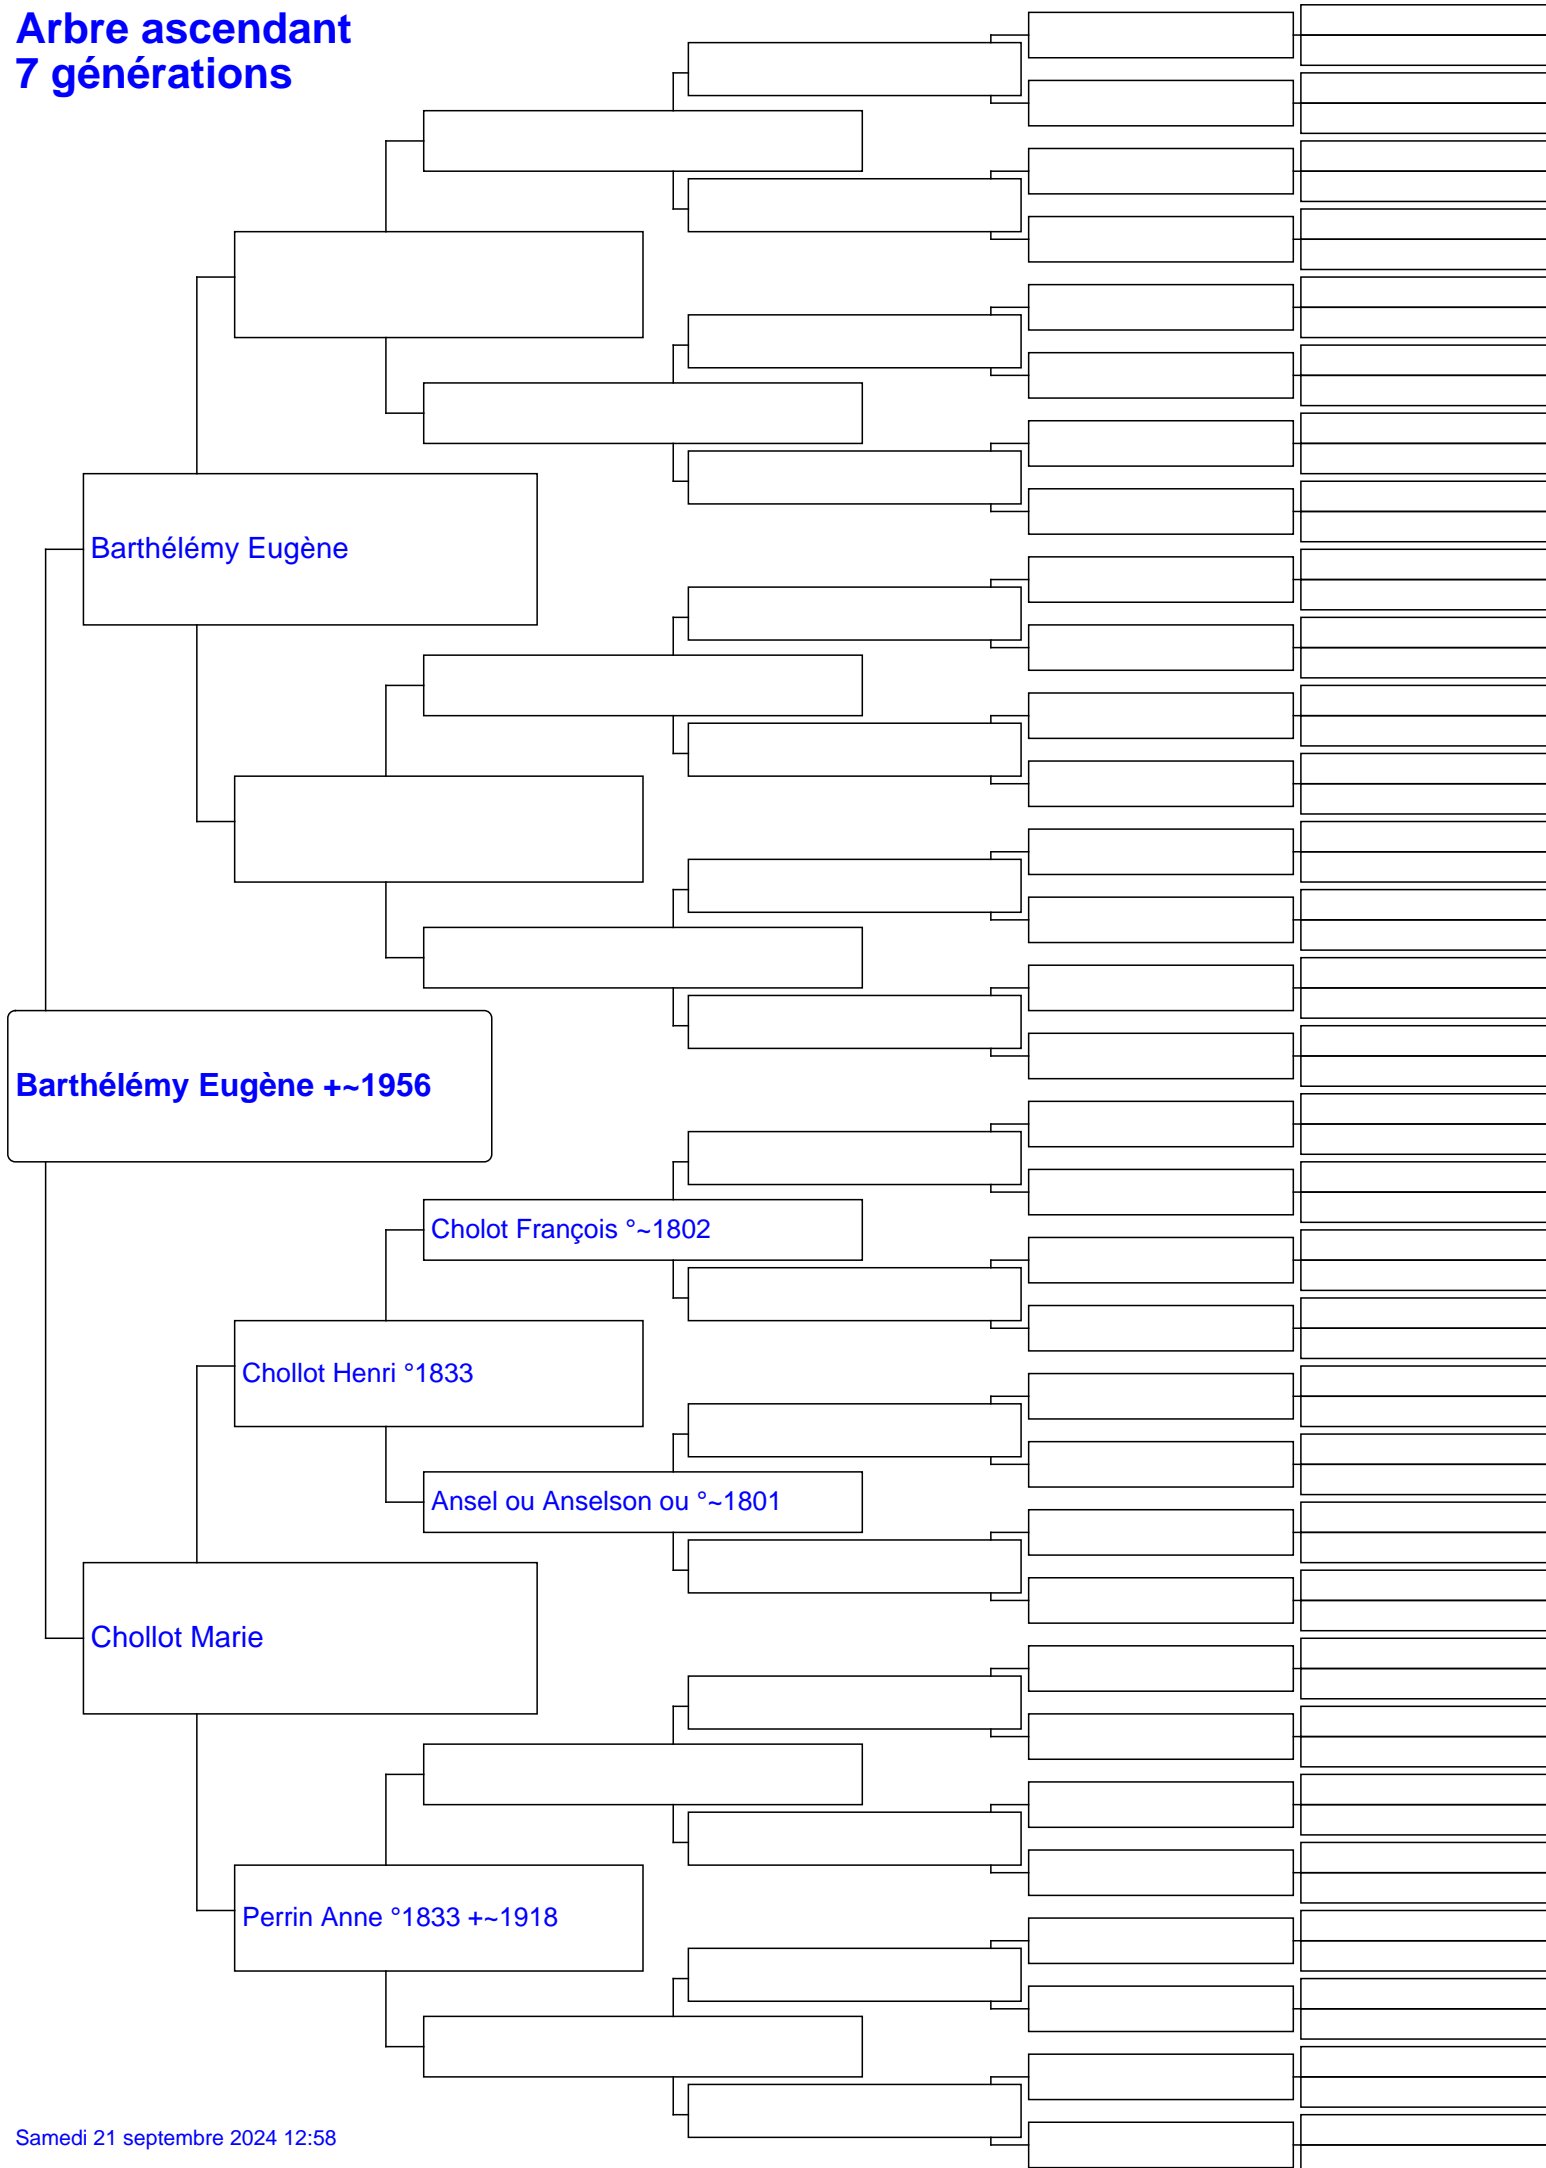 Arbre ascendant
7 générations
Barthélémy Eugène
Barthélémy Eugène +~1956
Cholot François °~1802
Chollot Henri °1833
Ansel ou Anselson ou °~1801
Chollot Marie
Perrin Anne °1833 +~1918
Samedi 21 septembre 2024 12:58